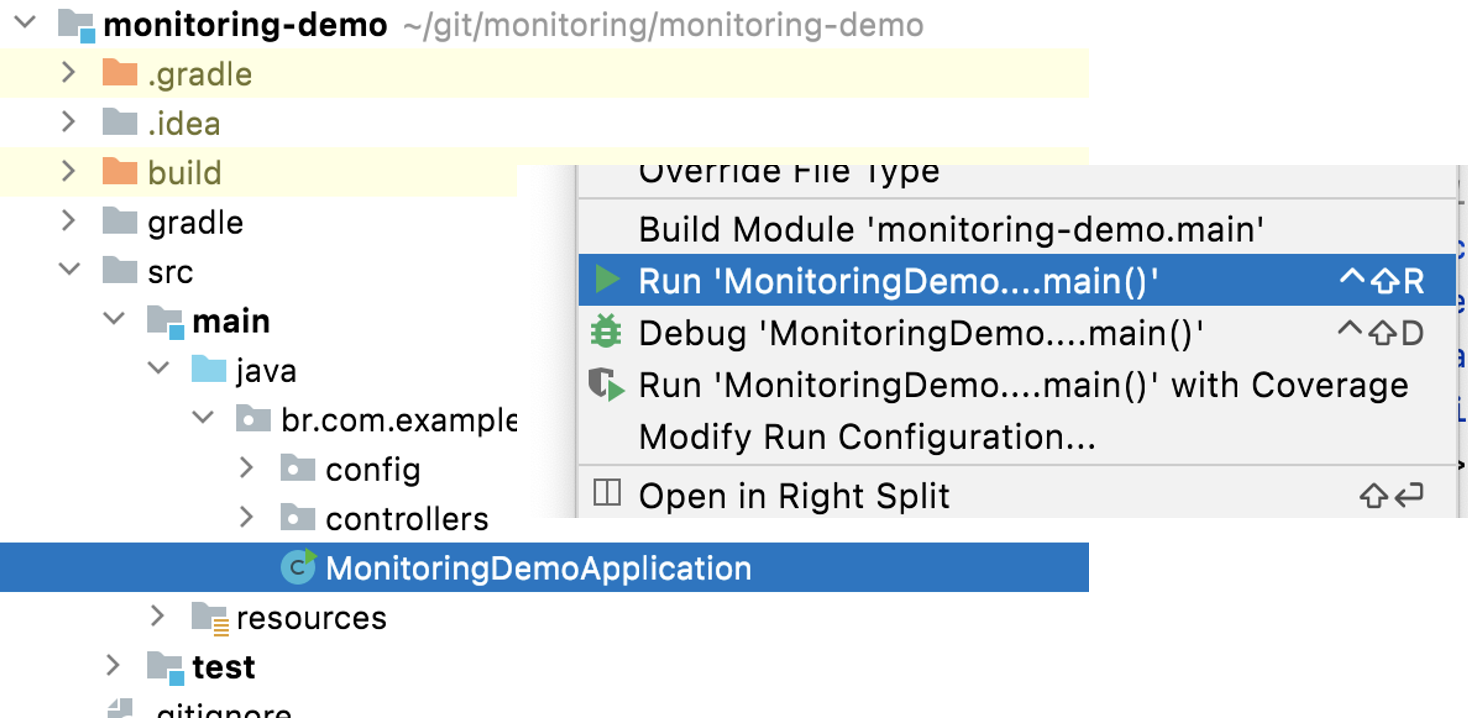 monitoring-demo ~/git/monitoring/monitoring-demo
.gradle
.idea
build
gradle
src
main
java
br.com.example
config
controllers
C MonitoringDemoApplication
resources
test
.gitignore
Override File Type
Build Module 'monitoring-demo.main'
Run 'MonitoringDemo....main()' ^⇧R
Debug 'MonitoringDemo....main()' ^⇧D
Run 'MonitoringDemo....main()' with Coverage
Modify Run Configuration...
Open in Right Split ⇧↩